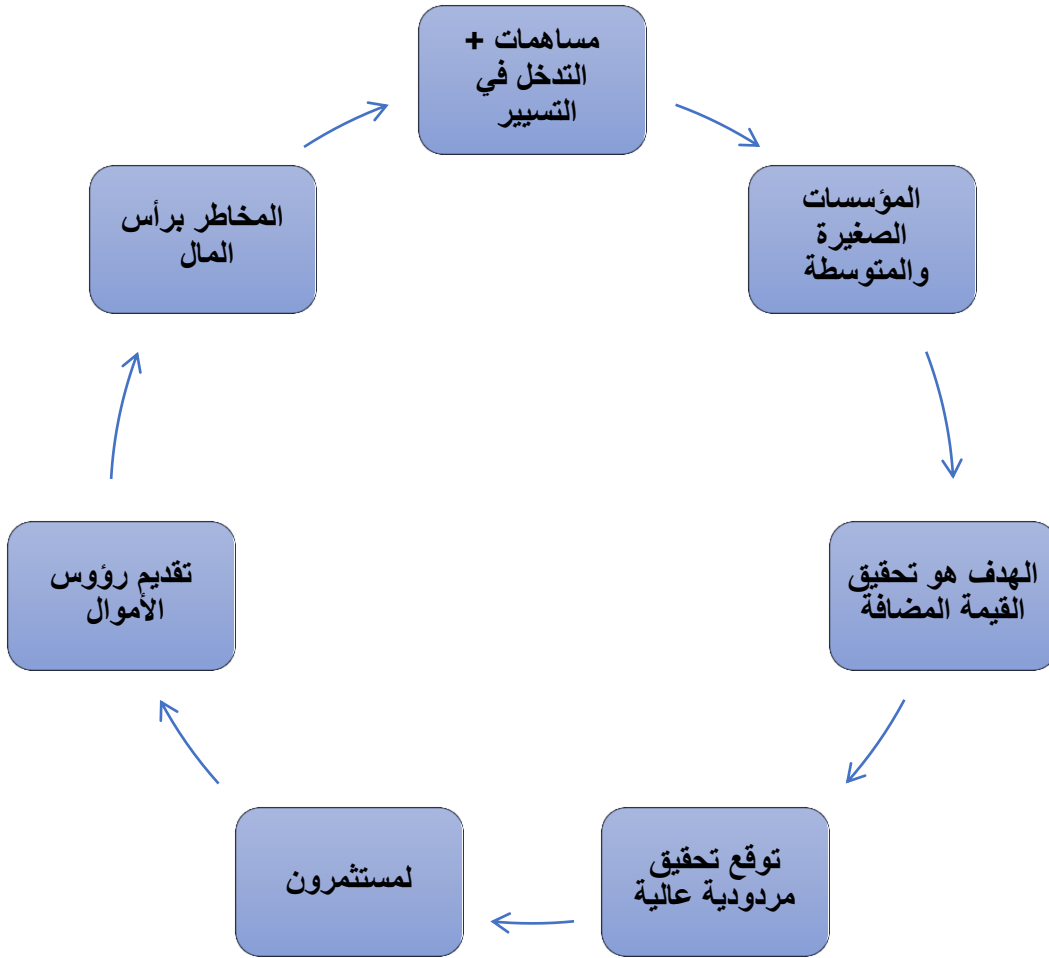 مساهمات +
التدخل في
التسيير
المؤسسات
الصغيرة
والمتوسطة
الهدف هو تحقيق
القيمة المضافة
توقع تحقيق
مردودية عالية
لمستثمرون
تقديم رؤوس
الأموال
المخاطر برأس
المال